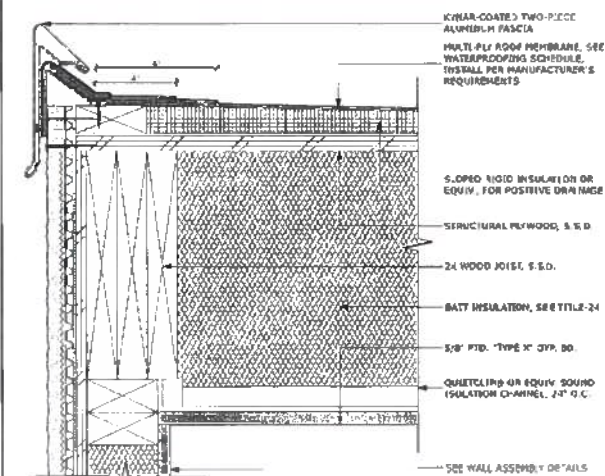 KYNAR-COATED TWO-PIECE
ALUMINUM FASCIA
MULTI-PLY ROOF MEMBRANE, SEE
WATERPROOFING SCHEDULE,
INSTALL PER MANUFACTURER'S
REQUIREMENTS
4"
SLOPED RIGID INSULATION OR
EQUIV. FOR POSITIVE DRAINAGE
STRUCTURAL PLYWOOD, S.S.D.
2X WOOD JOIST, S.S.D.
BATT INSULATION, SEE TITLE-24
5/8" PTD. "TYPE X" GYP. BD.
QUIETCLIP® OR EQUIV. SOUND
ISOLATION CHANNEL, 24" O.C.
SEE WALL ASSEMBLY DETAILS